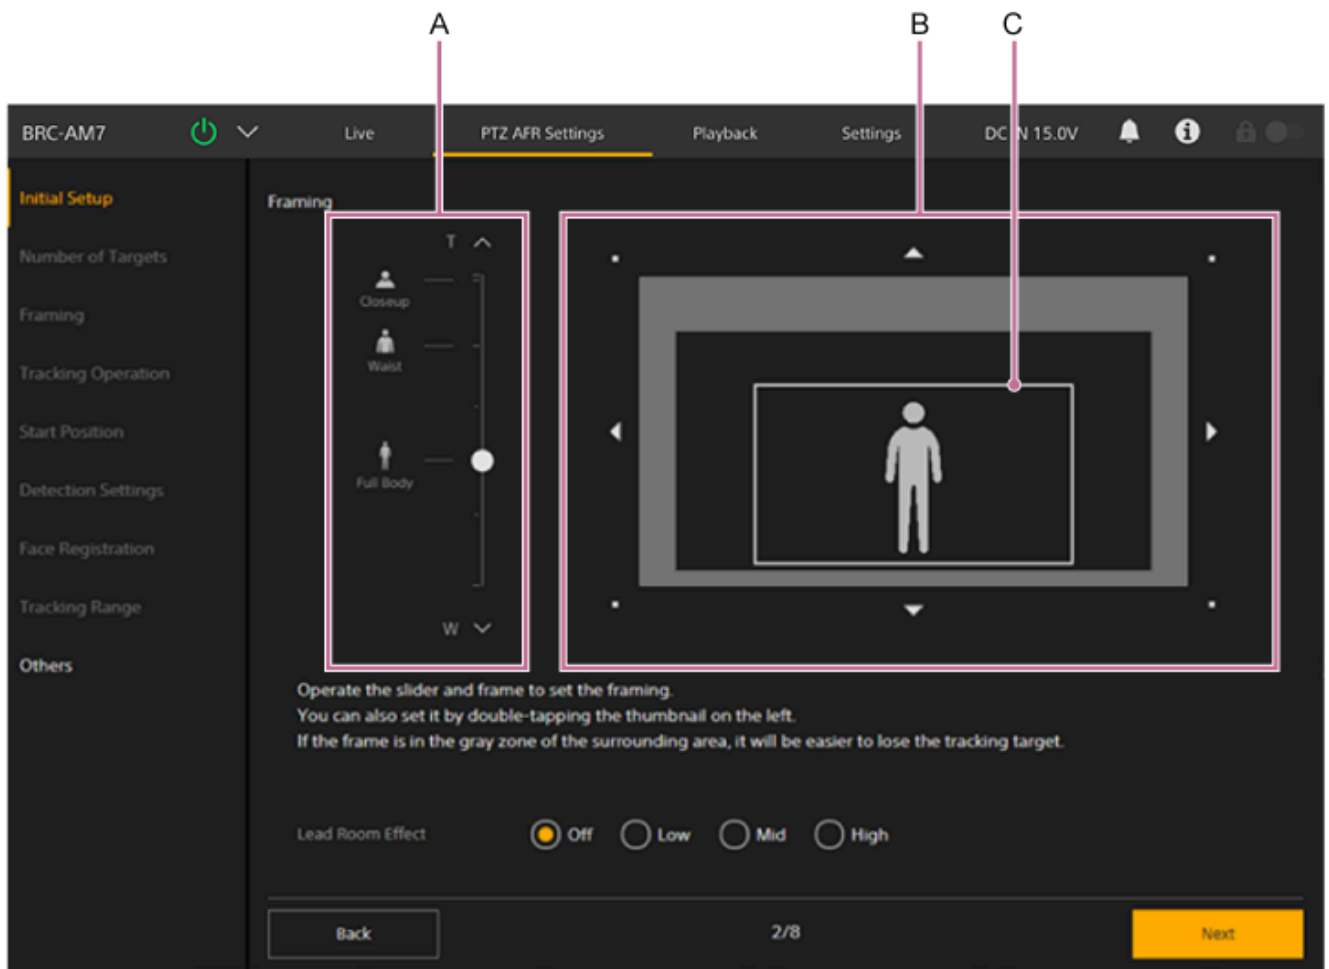 A B C
BRC-AM7 Live PTZ AFR Settings Playback Settings DC N 15.0V
Initial Setup
Number of Targets
Framing
Tracking Operation
Start Position
Detection Settings
Face Registration
Tracking Range
Others
Framing
T
Closeup
Waist
Full Body
W
Operate the slider and frame to set the framing.
You can also set it by double-tapping the thumbnail on the left.
If the frame is in the gray zone of the surrounding area, it will be easier to lose the tracking target.
Lead Room Effect Off Low Mid High
Back 2/8 Next